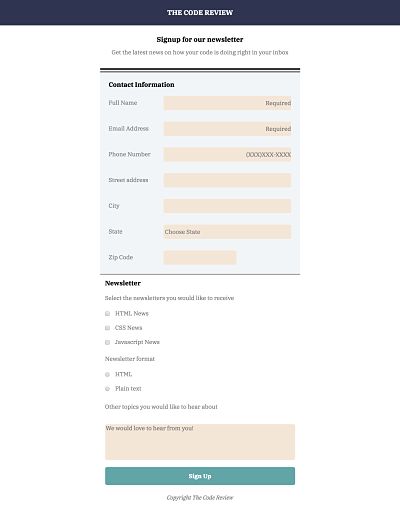 THE CODE REVIEW
Signup for our newsletter
Get the latest news on how your code is doing right in your inbox
Contact Information
Full Name Required
Email Address Required
Phone Number (XXX)XXX-XXXX
Street address
City
State Choose State
Zip Code
Newsletter
Select the newsletters you would like to receive
HTML News
CSS News
Javascript News
Newsletter format
HTML
Plain text
Other topics you would like to hear about
We would love to hear from you!
Sign Up
Copyright The Code Review